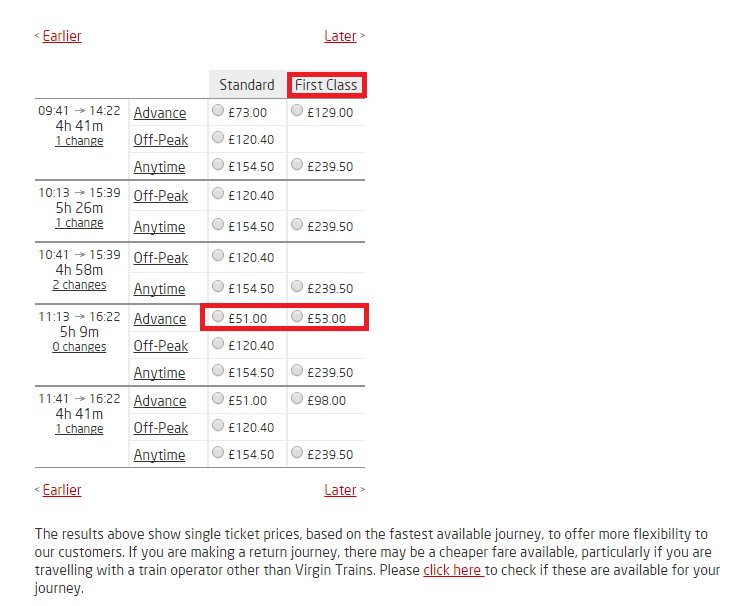 < Earlier Later >
Standard First Class
09:41 → 14:22 Advance £73.00 £129.00
4h 41m
1 change Off-Peak £120.40
Anytime £154.50 £239.50
10:13 → 15:39 Off-Peak £120.40
5h 26m
1 change Anytime £154.50 £239.50
10:41 → 15:39 Off-Peak £120.40
4h 58m
2 changes Anytime £154.50 £239.50
11:13 → 16:22 Advance £51.00 £53.00
5h 9m
0 changes Off-Peak £120.40
Anytime £154.50 £239.50
11:41 → 16:22 Advance £51.00 £98.00
4h 41m
1 change Off-Peak £120.40
Anytime £154.50 £239.50
< Earlier Later >
The results above show single ticket prices, based on the fastest available journey, to offer more flexibility to
our customers. If you are making a return journey, there may be a cheaper fare available, particularly if you are
travelling with a train operator other than Virgin Trains. Please click here to check if these are available for your
journey.